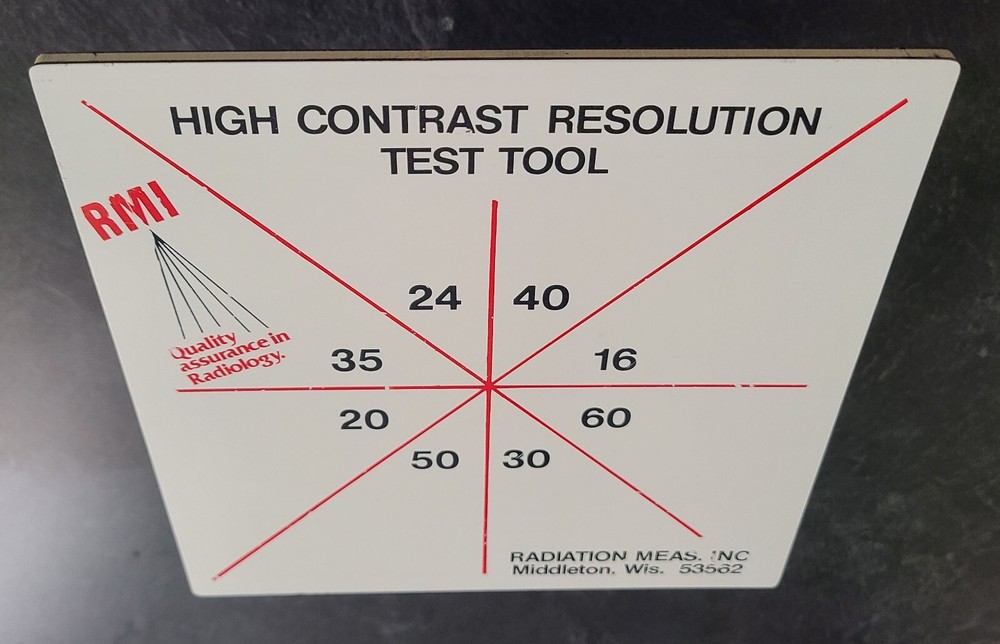 HIGH CONTRAST RESOLUTION
TEST TOOL
RMI
Quality
assurance in
Radiology.
24 40
35 16
20 60
50 30
RADIATION MEAS. INC
Middleton, Wis. 53562